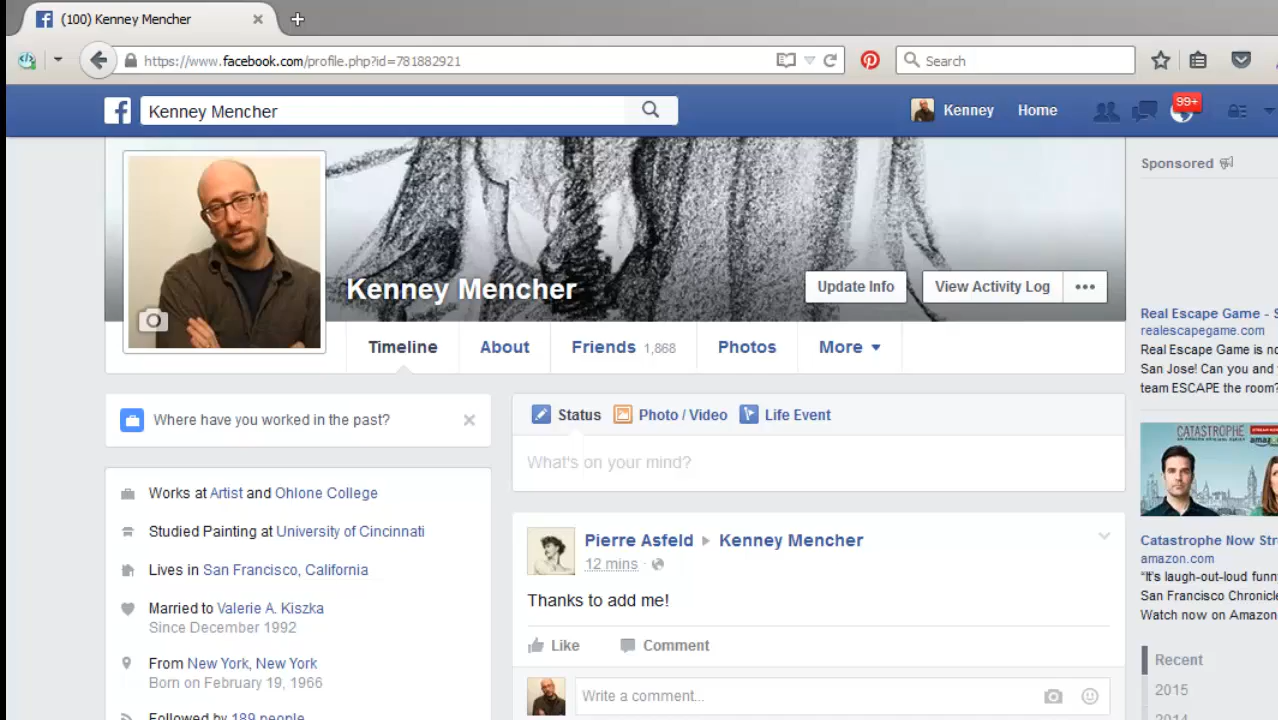 (100) Kenney Mencher
https://www.facebook.com/profile.php?id=781882921
Search
Kenney Mencher
Kenney
Home
99+
Kenney Mencher
Update Info
View Activity Log
Timeline
About
Friends 1,868
Photos
More
Sponsored
Real Escape Game - S
realescapegame.com
Real Escape Game is no
San Jose! Can you and
team ESCAPE the room?
Where have you worked in the past?
Works at Artist and Ohlone College
Studied Painting at University of Cincinnati
Lives in San Francisco, California
Married to Valerie A. Kiszka
Since December 1992
From New York, New York
Born on February 19, 1966
Followed by 189 people
Status
Photo / Video
Life Event
What's on your mind?
Pierre Asfeld Kenney Mencher
12 mins
Thanks to add me!
Like
Comment
Write a comment...
CATASTROPHE
amazon
Catastrophe Now Str
amazon.com
“It's laugh-out-loud funn
San Francisco Chronicl
Watch now on Amazon
Recent
2015
2014